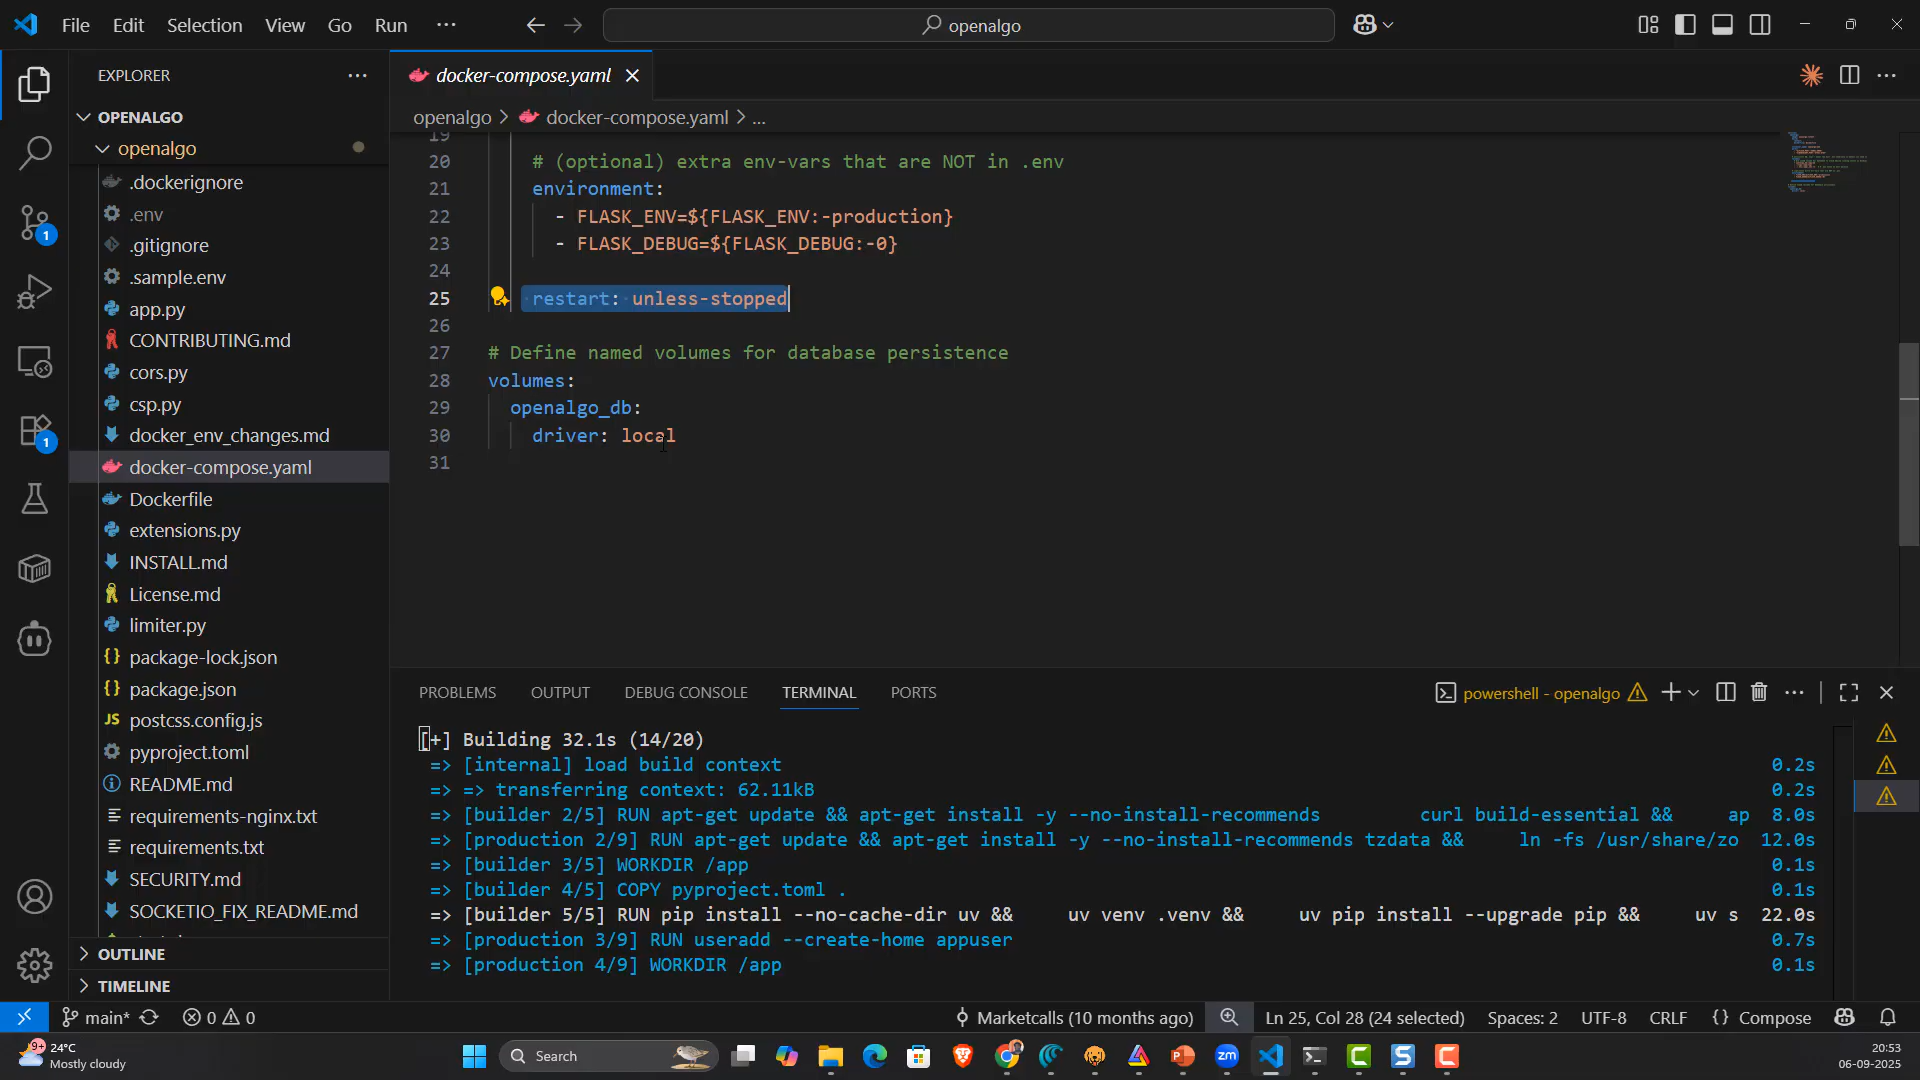 File Edit Selection View Go Run ···
openalgo
EXPLORER
OPENALGO
openalgo
.dockerignore
.env
.gitignore
.sample.env
app.py
CONTRIBUTING.md
cors.py
csp.py
docker_env_changes.md
docker-compose.yaml
Dockerfile
extensions.py
INSTALL.md
License.md
limiter.py
package-lock.json
package.json
postcss.config.js
pyproject.toml
README.md
requirements-nginx.txt
requirements.txt
SECURITY.md
SOCKETIO_FIX_README.md
OUTLINE
TIMELINE
1
1
docker-compose.yaml
openalgo > docker-compose.yaml > ...
19
20 # (optional) extra env-vars that are NOT in .env
21 environment:
22 - FLASK_ENV=${FLASK_ENV:-production}
23 - FLASK_DEBUG=${FLASK_DEBUG:-0}
24
25 restart: unless-stopped
26
27 # Define named volumes for database persistence
28 volumes:
29 openalgo_db:
30 driver: local
31
PROBLEMS OUTPUT DEBUG CONSOLE TERMINAL PORTS
powershell - openalgo
[+] Building 32.1s (14/20)
=> [internal] load build context 0.2s
=> => transferring context: 62.11kB 0.2s
=> [builder 2/5] RUN apt-get update && apt-get install -y --no-install-recommends curl build-essential && ap 8.0s
=> [production 2/9] RUN apt-get update && apt-get install -y --no-install-recommends tzdata && ln -fs /usr/share/zo 12.0s
=> [builder 3/5] WORKDIR /app 0.1s
=> [builder 4/5] COPY pyproject.toml . 0.1s
=> [builder 5/5] RUN pip install --no-cache-dir uv && uv venv .venv && uv pip install --upgrade pip && uv s 22.0s
=> [production 3/9] RUN useradd --create-home appuser 0.7s
=> [production 4/9] WORKDIR /app 0.1s
main* 0 0 Marketcalls (10 months ago) Ln 25, Col 28 (24 selected) Spaces: 2 UTF-8 CRLF {} Compose
24°C
Mostly cloudy
Search
zm
20:53
06-09-2025